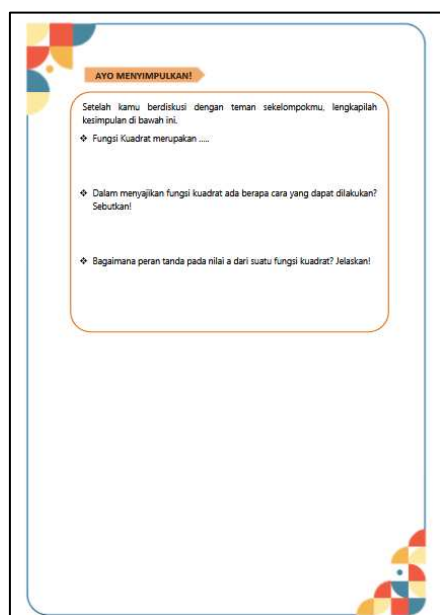 AYO MENYIMPULKAN!
Setelah kamu berdiskusi dengan teman sekelompokmu, lengkapilah
kesimpulan di bawah ini.
❖ Fungsi Kuadrat merupakan .....
❖ Dalam menyajikan fungsi kuadrat ada berapa cara yang dapat dilakukan?
Sebutkan!
❖ Bagaimana peran tanda pada nilai a dari suatu fungsi kuadrat? Jelaskan!